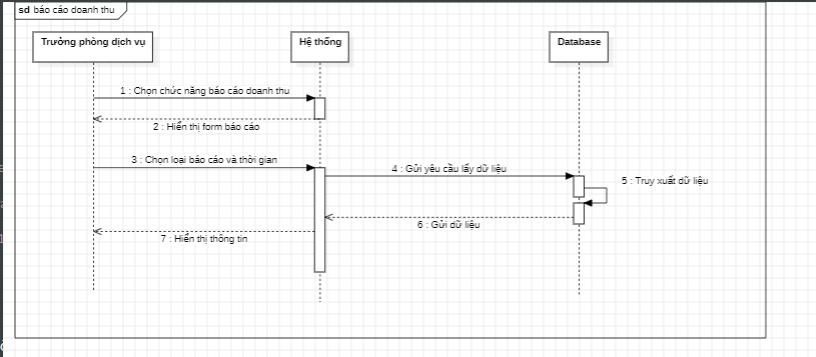 sd báo cáo doanh thu
Trưởng phòng dịch vụ
Hệ thống
Database
1 : Chọn chức năng báo cáo doanh thu
2 : Hiển thị form báo cáo
3 : Chọn loại báo cáo và thời gian
4 : Gửi yêu cầu lấy dữ liệu
5 : Truy xuất dữ liệu
6 : Gửi dữ liệu
7 : Hiển thị thông tin